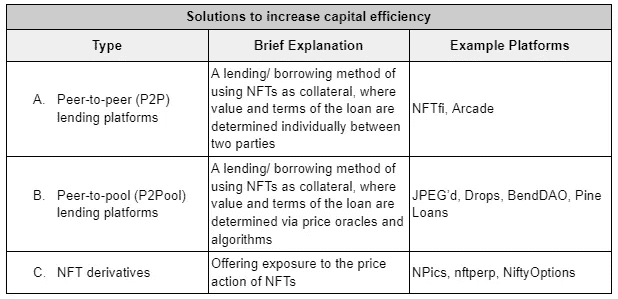 Solutions to increase capital efficiency
Type Brief Explanation Example Platforms
A. Peer-to-peer (P2P)
lending platforms
A lending/ borrowing method of
using NFTs as collateral, where
value and terms of the loan are
determined individually between
two parties
NFTfi, Arcade
B. Peer-to-pool (P2Pool)
lending platforms
A lending/ borrowing method of
using NFTs as collateral, where
value and terms of the loan are
determined via price oracles and
algorithms
JPEG'd, Drops, BendDAO, Pine
Loans
C. NFT derivatives
Offering exposure to the price
action of NFTs
NPics, nftperp, NiftyOptions